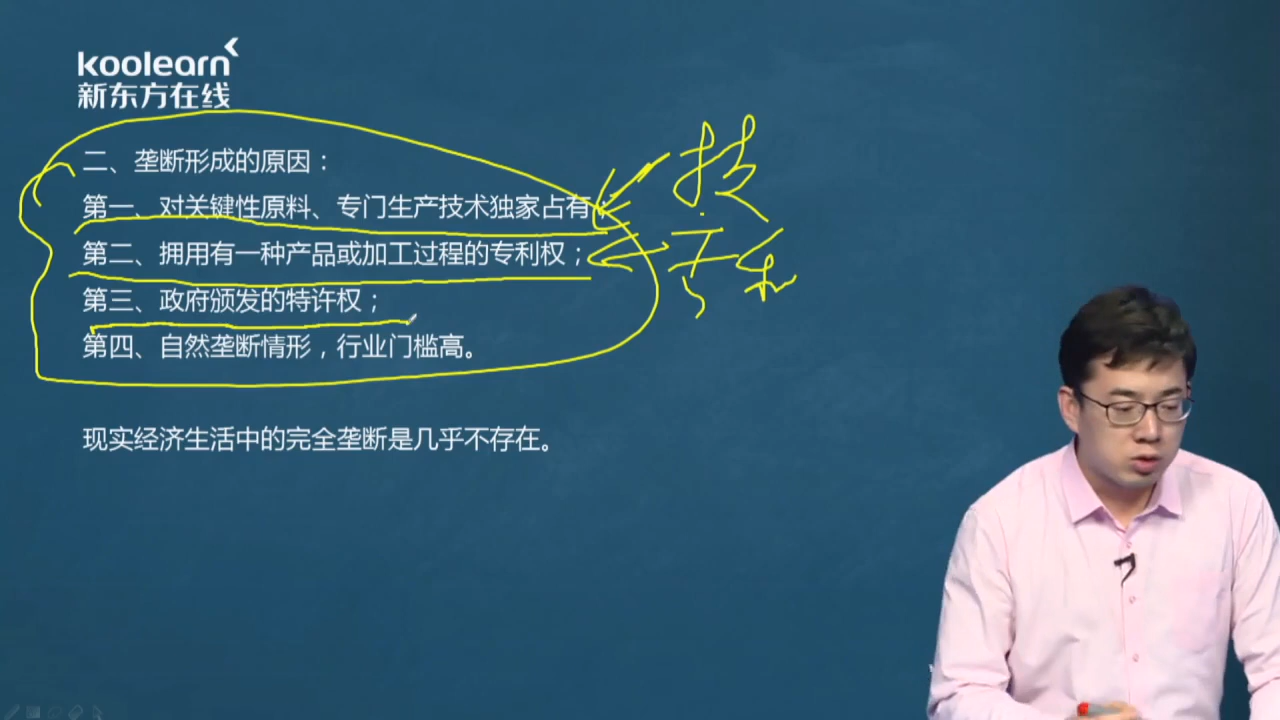 koolearn
新东方在线
二、垄断形成的原因：
第一、对关键性原料、专门生产技术独家占有；
第二、拥用有一种产品或加工过程的专利权；
第三、政府颁发的特许权；
第四、自然垄断情形，行业门槛高。
现实经济生活中的完全垄断是几乎不存在。
技
专利